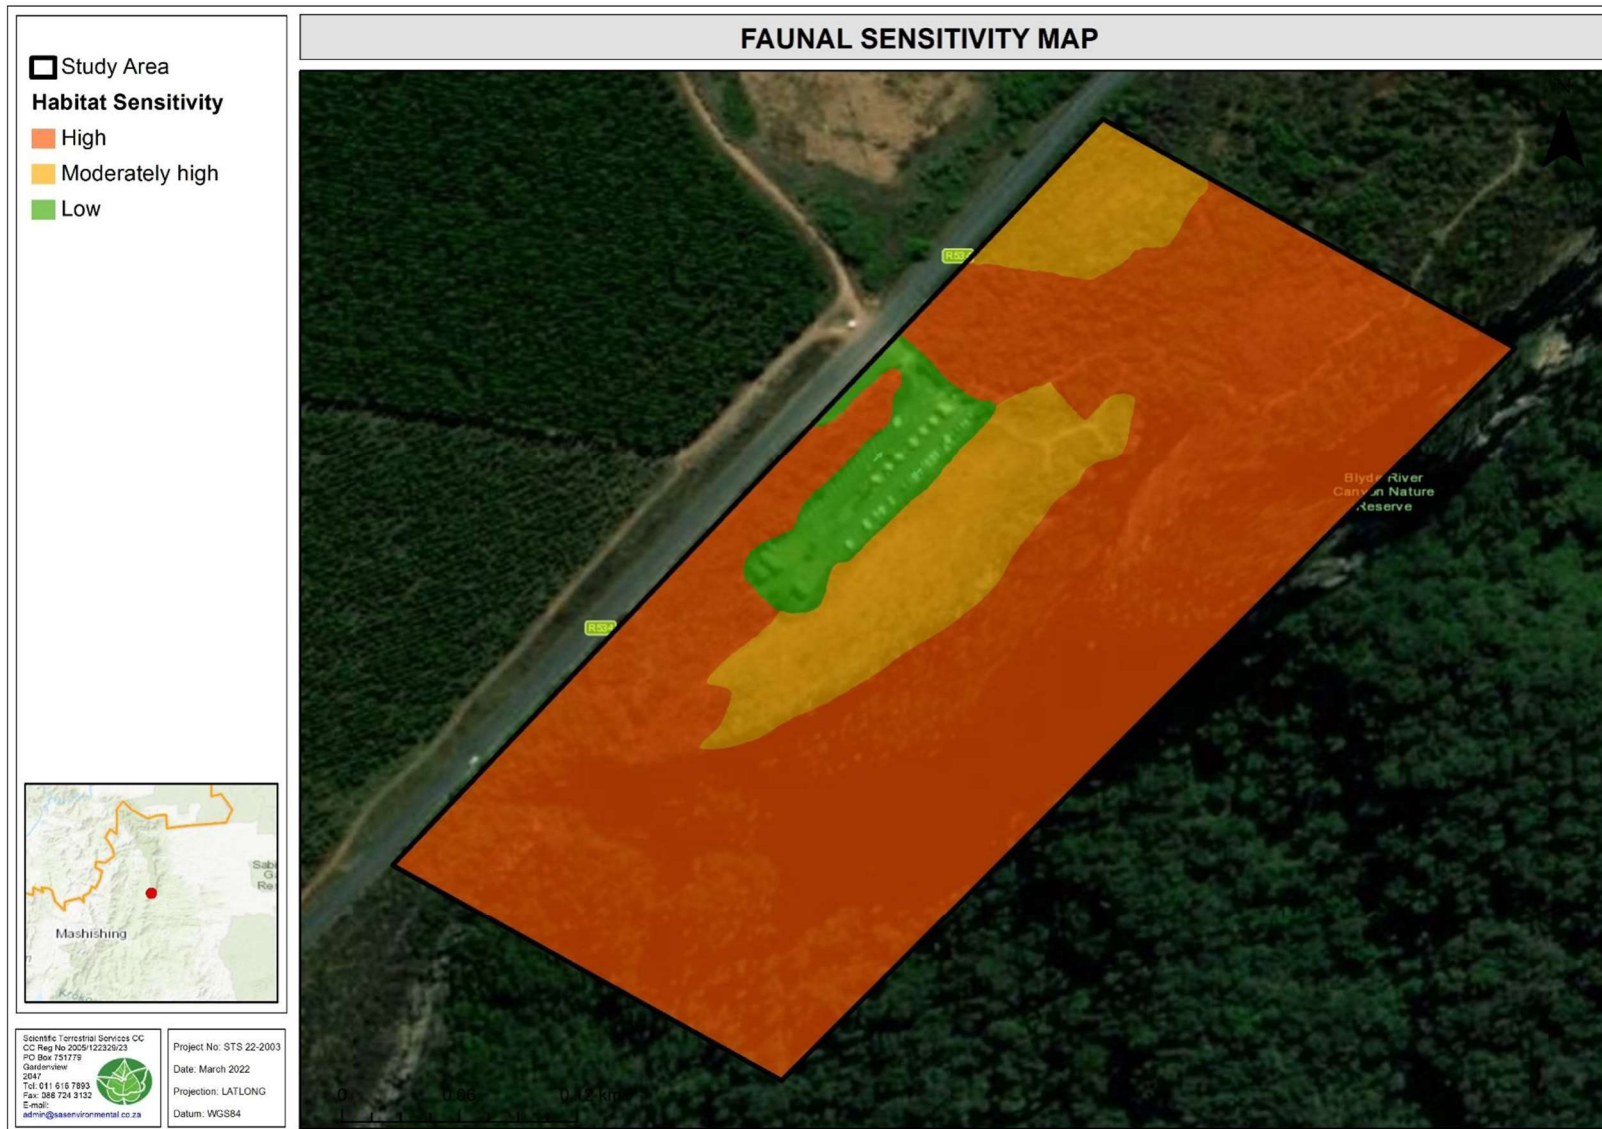 FAUNAL SENSITIVITY MAP
Study Area
Habitat Sensitivity
High
Moderately high
Low
R534
Blyde River
Canyon Nature
Reserve
Mashishing
Scientific Terrestrial Services CC
CC Reg No 2005/122329/23
PO Box 751779
Gardenview
2047
Tel: 011 616 7893
Fax: 086 724 3132
E-mail:
admin@sasenvironmental.co.za
Project No: STS 22-2003
Date: March 2022
Projection: LATLONG
Datum: WGS84
0 0.06 0.12 km